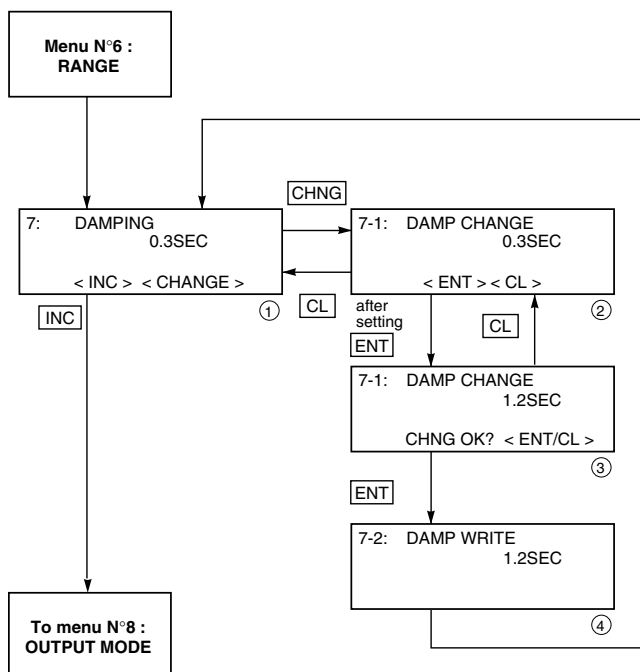 Menu N°6 :
RANGE
CHNG
7: DAMPING
0.3SEC
< INC > < CHANGE >
①
7-1: DAMP CHANGE
0.3SEC
< ENT > < CL >
②
INC
CL
after
setting
CL
ENT
7-1: DAMP CHANGE
1.2SEC
CHNG OK? < ENT/CL >
③
ENT
7-2: DAMP WRITE
1.2SEC
④
To menu N°8 :
OUTPUT MODE